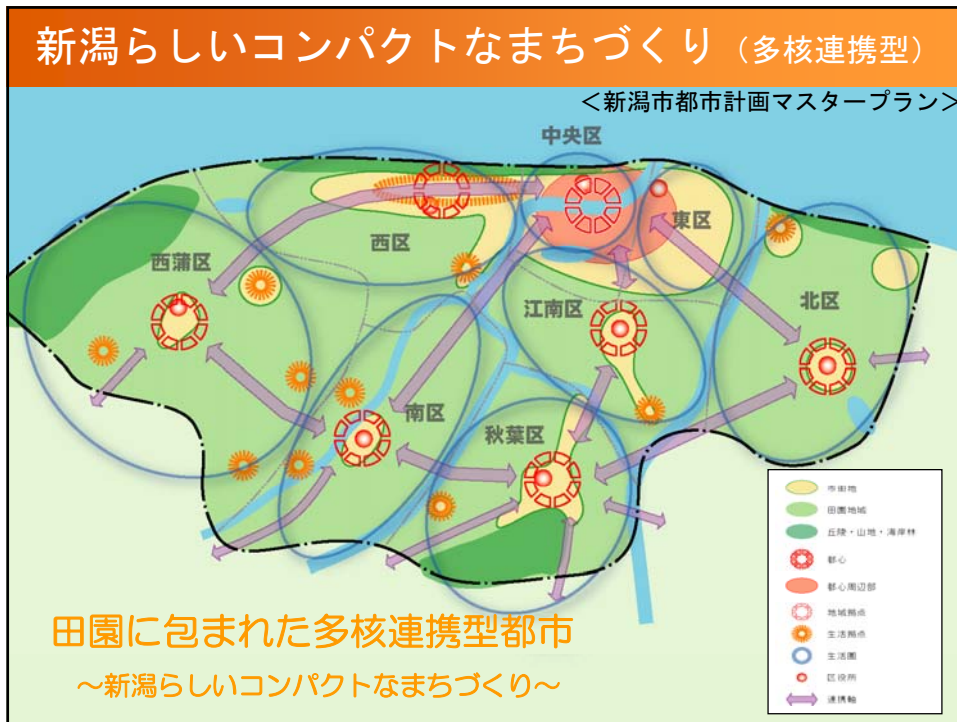 新潟らしいコンパクトなまちづくり（多核連携型）
＜新潟市都市計画マスタープラン＞
中央区
東区
西区
西蒲区
江南区
北区
南区
秋葉区
市街地
田園地域
丘陵・山地・海岸林
都心
都心周辺部
地域拠点
生活拠点
生活圏
区役所
連携軸
田園に包まれた多核連携型都市
～新潟らしいコンパクトなまちづくり～